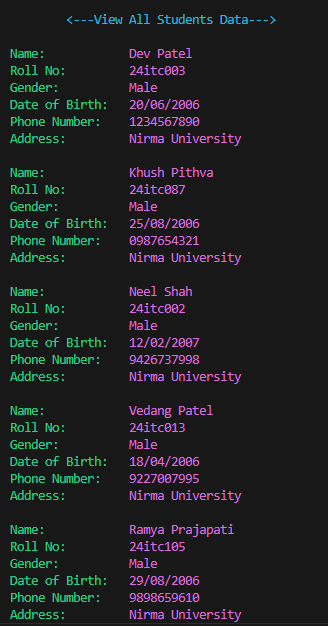 <---View All Students Data--->
Name: Dev Patel
Roll No: 24itc003
Gender: Male
Date of Birth: 20/06/2006
Phone Number: 1234567890
Address: Nirma University
Name: Khush Pithva
Roll No: 24itc087
Gender: Male
Date of Birth: 25/08/2006
Phone Number: 0987654321
Address: Nirma University
Name: Neel Shah
Roll No: 24itc002
Gender: Male
Date of Birth: 12/02/2007
Phone Number: 9426737998
Address: Nirma University
Name: Vedang Patel
Roll No: 24itc013
Gender: Male
Date of Birth: 18/04/2006
Phone Number: 9227007995
Address: Nirma University
Name: Ramya Prajapati
Roll No: 24itc105
Gender: Male
Date of Birth: 29/08/2006
Phone Number: 9898659610
Address: Nirma University